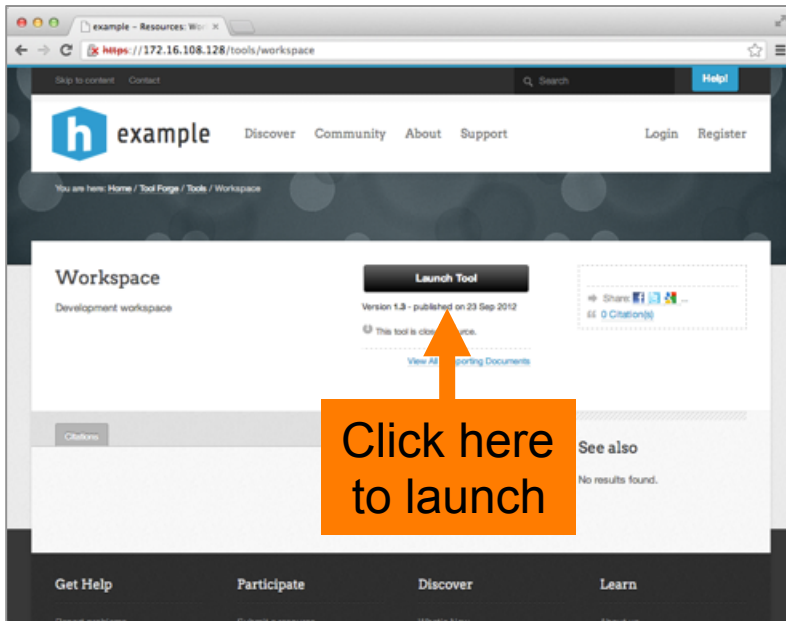 example – Resources: Wor
https://172.16.108.128/tools/workspace
Skip to content Contact Search Help!
h example Discover Community About Support Login Register
You are here: Home / Tool Forge / Tools / Workspace
Workspace
Launch Tool
Development workspace
Version 1.3 - published on 23 Sep 2012
Share: ...
This tool is close urce.
0 Citation(s)
View Al porting Documents
Citations
Click here
to launch
See also
No results found.
Get Help Participate Discover Learn